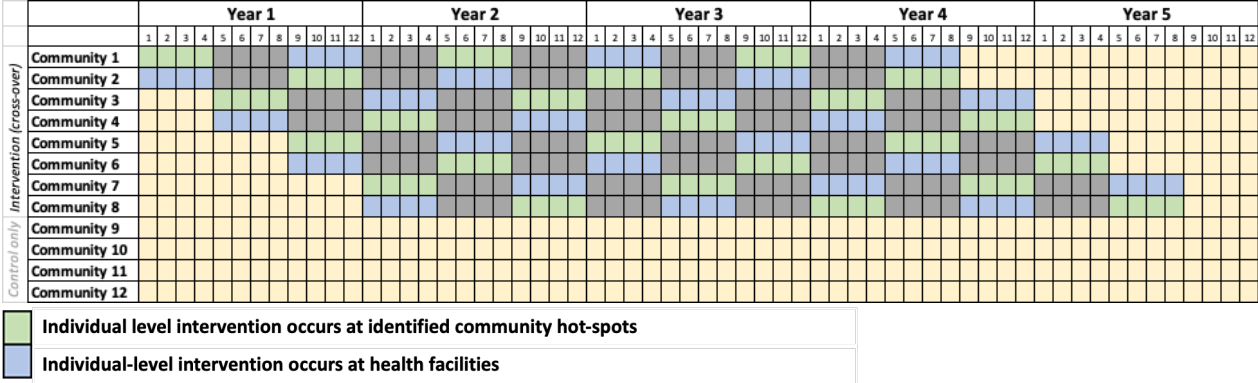 Year 1 Year 2 Year 3 Year 4 Year 5
1 2 3 4 5 6 7 8 9 10 11 12 1 2 3 4 5 6 7 8 9 10 11 12 1 2 3 4 5 6 7 8 9 10 11 12 1 2 3 4 5 6 7 8 9 10 11 12 1 2 3 4 5 6 7 8 9 10 11 12
Intervention (cross-over)
Community 1
Community 2
Community 3
Community 4
Community 5
Community 6
Community 7
Community 8
Control only
Community 9
Community 10
Community 11
Community 12
Individual level intervention occurs at identified community hot-spots
Individual-level intervention occurs at health facilities